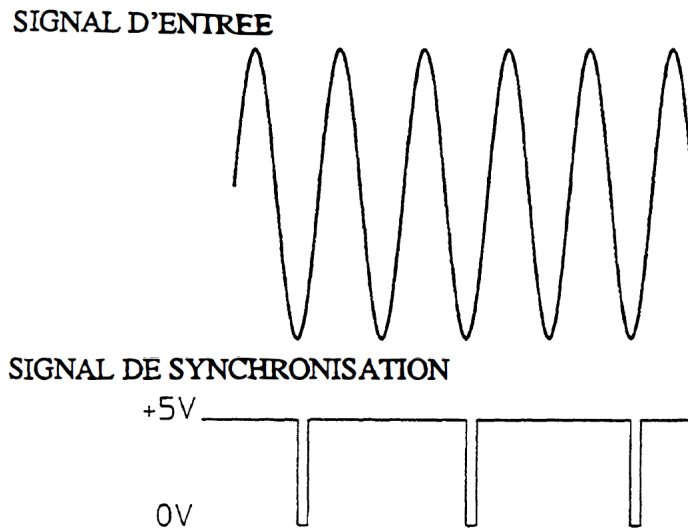 SIGNAL D'ENTREE
SIGNAL DE SYNCHRONISATION
+5V
0V